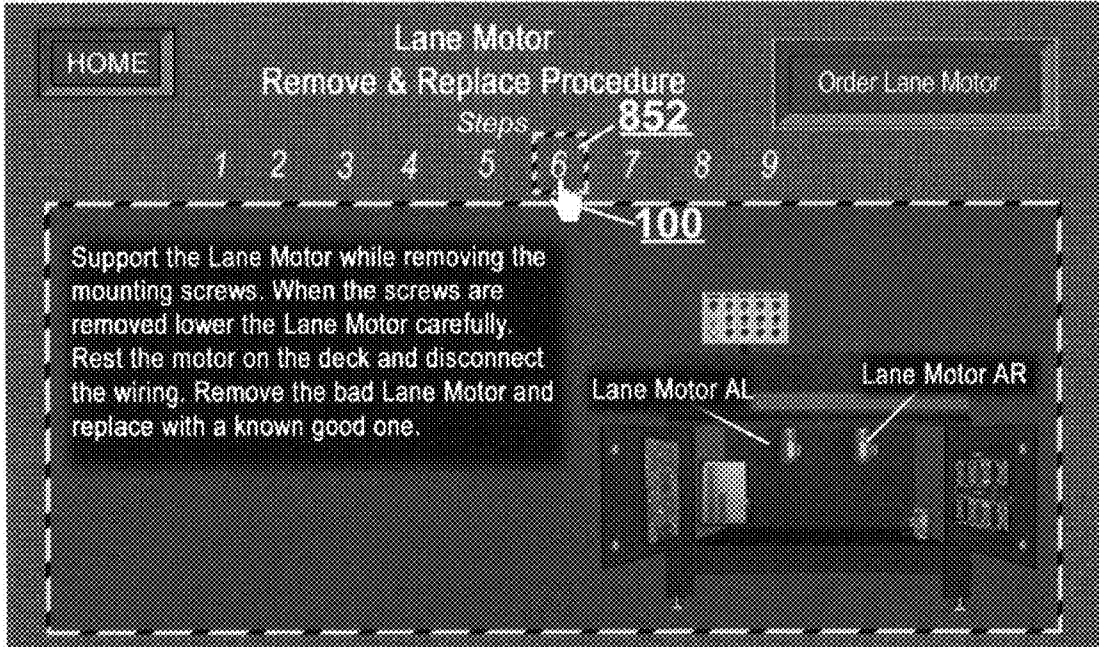 HOME
Lane Motor
Remove & Replace Procedure
Order Lane Motor
Steps
852
1 2 3 4 5 6 7 8 9
100
Support the Lane Motor while removing the
mounting screws. When the screws are
removed lower the Lane Motor carefully.
Rest the motor on the deck and disconnect
the wiring. Remove the bad Lane Motor and
replace with a known good one.
Lane Motor AL
Lane Motor AR